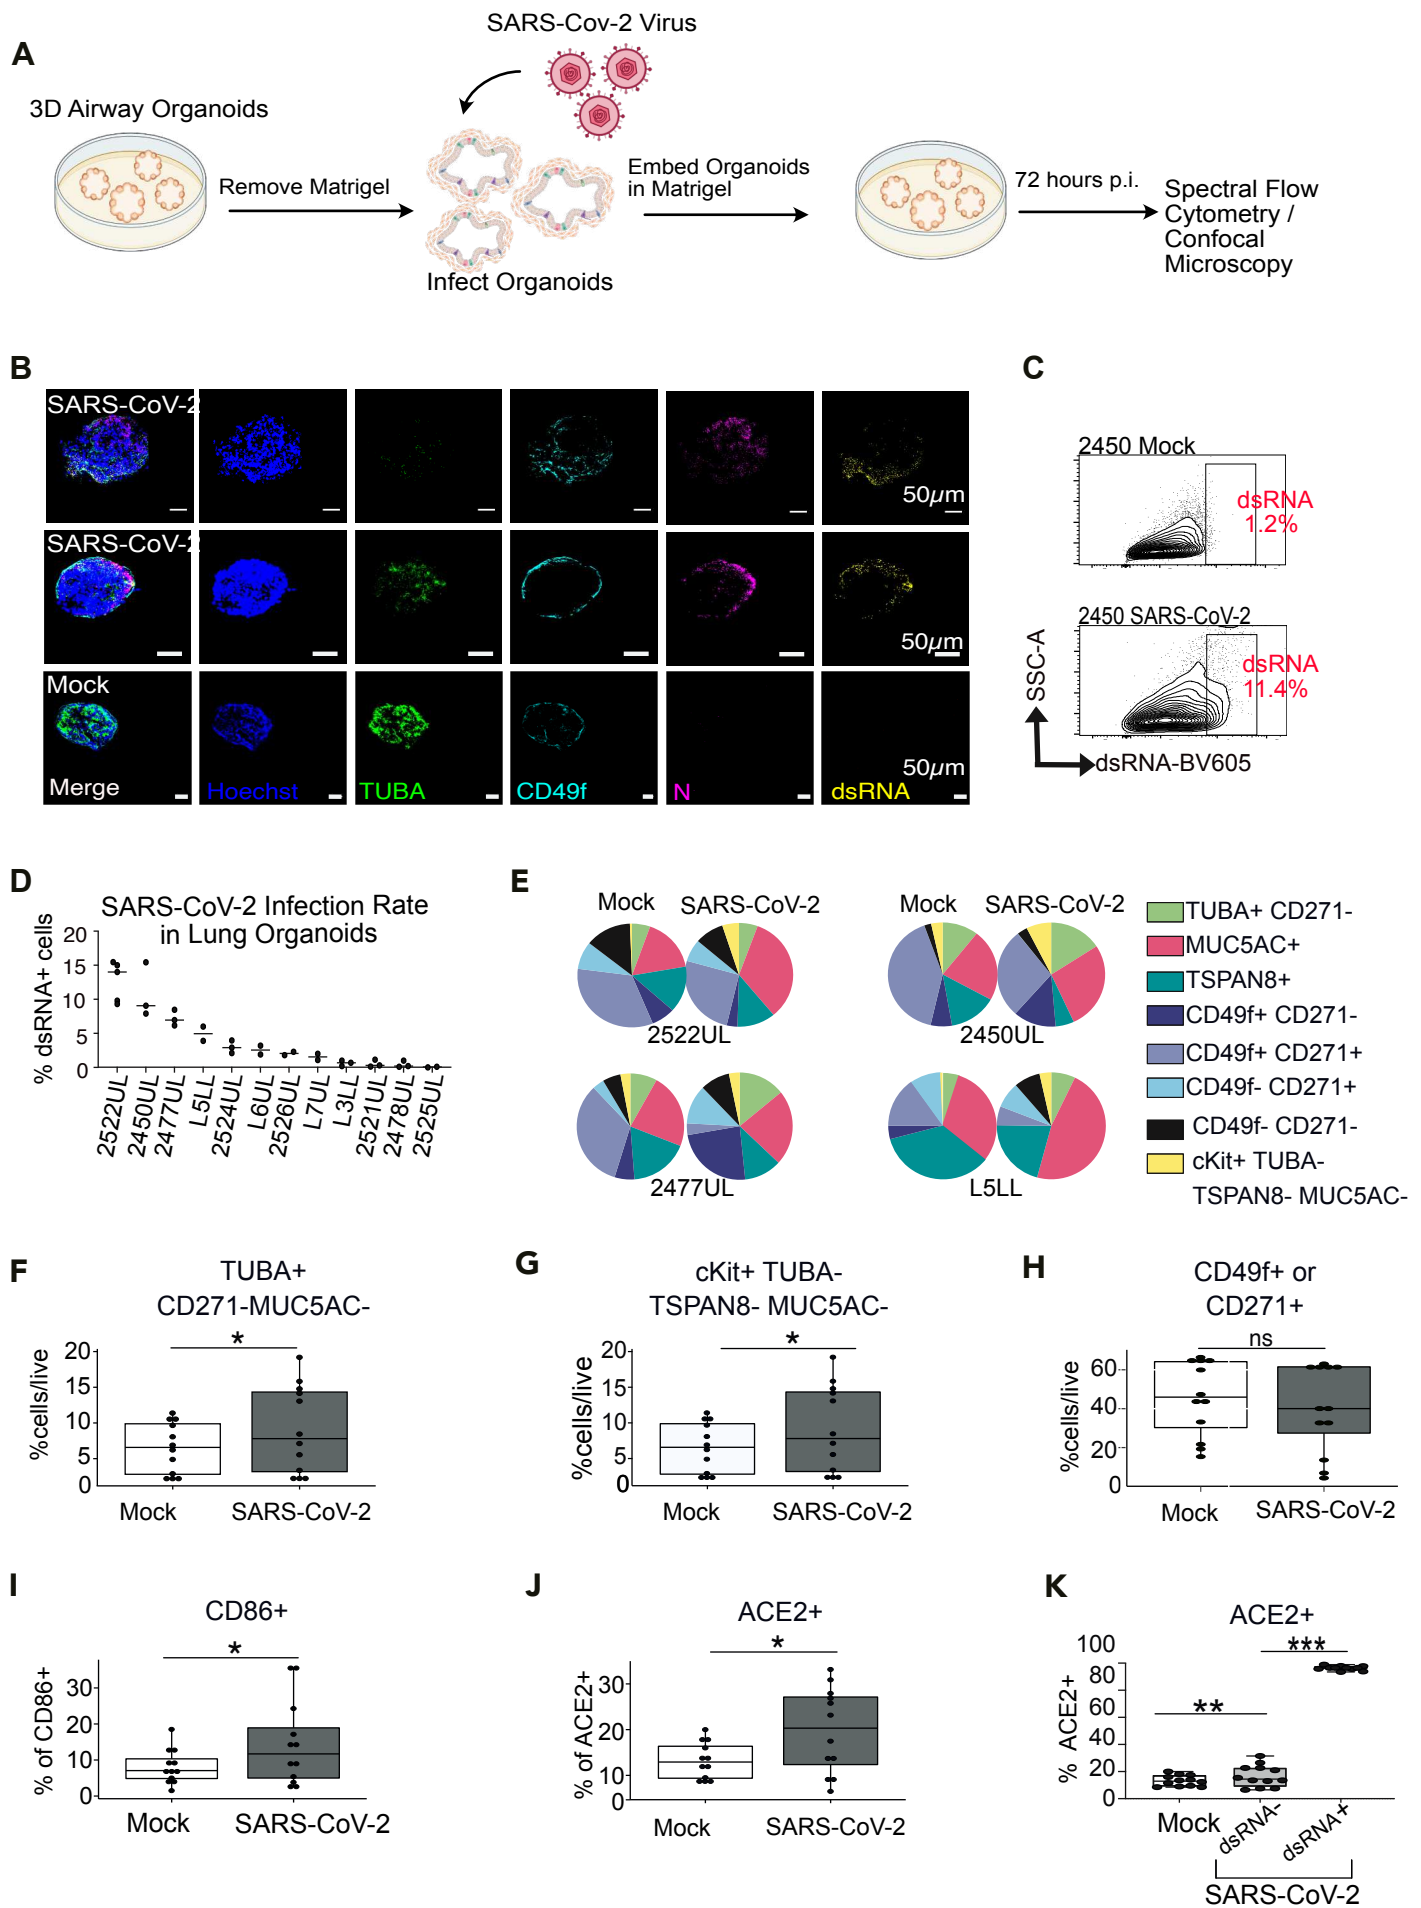 A
SARS-Cov-2 Virus
3D Airway Organoids
Remove Matrigel
Embed Organoids
in Matrigel
72 hours p.i.
Spectral Flow
Cytometry /
Confocal
Microscopy
Infect Organoids
B
SARS-CoV-2
50µm
SARS-CoV-2
50µm
Mock
50µm
Merge
Hoechst
TUBA
CD49f
N
dsRNA
C
2450 Mock
dsRNA
1.2%
2450 SARS-CoV-2
dsRNA
11.4%
SSC-A
dsRNA-BV605
D
SARS-CoV-2 Infection Rate
in Lung Organoids
% dsRNA+ cells
20
15
10
5
0
2522UL
2450UL
2477UL
L5LL
2524UL
L6UL
2526UL
L7UL
L3LL
2521UL
2478UL
2525UL
E
Mock
SARS-CoV-2
2522UL
Mock
SARS-CoV-2
2450UL
2477UL
L5LL
TUBA+ CD271-
MUC5AC+
TSPAN8+
CD49f+ CD271-
CD49f+ CD271+
CD49f- CD271+
CD49f- CD271-
cKit+ TUBA-
TSPAN8- MUC5AC-
F
TUBA+
CD271-MUC5AC-
*
%cells/live
20
15
10
5
0
Mock
SARS-CoV-2
G
cKit+ TUBA-
TSPAN8- MUC5AC-
*
%cells/live
20
15
10
5
0
Mock
SARS-CoV-2
H
CD49f+ or
CD271+
ns
%cells/live
60
40
20
0
Mock
SARS-CoV-2
I
CD86+
*
% of CD86+
30
20
10
0
Mock
SARS-CoV-2
J
ACE2+
*
% of ACE2+
30
20
10
0
Mock
SARS-CoV-2
K
ACE2+
***
**
% ACE2+
100
80
60
40
20
0
Mock
dsRNA-
dsRNA+
SARS-CoV-2